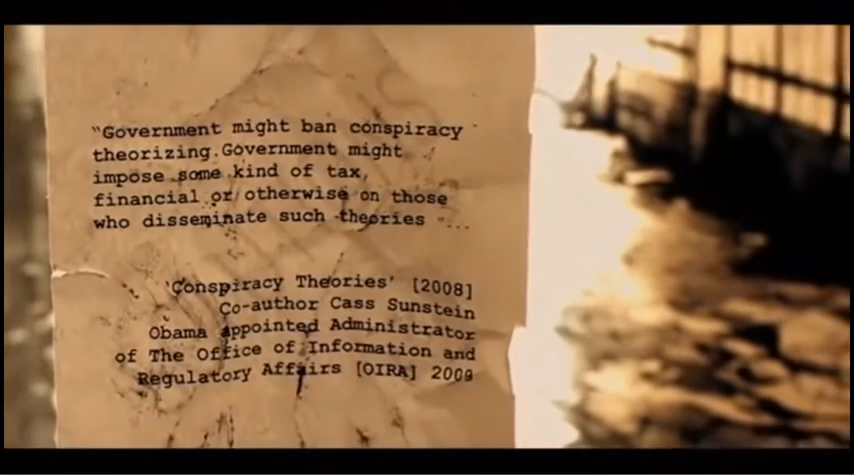 "Government might ban conspiracy
theorizing.Government might
impose some kind of tax,
financial or otherwise on those
who disseminate such theories "...
'Conspiracy Theories' [2008]
Co-author Cass Sunstein
Obama appointed Administrator
of The Office of Information and
Regulatory Affairs [OIRA] 2009